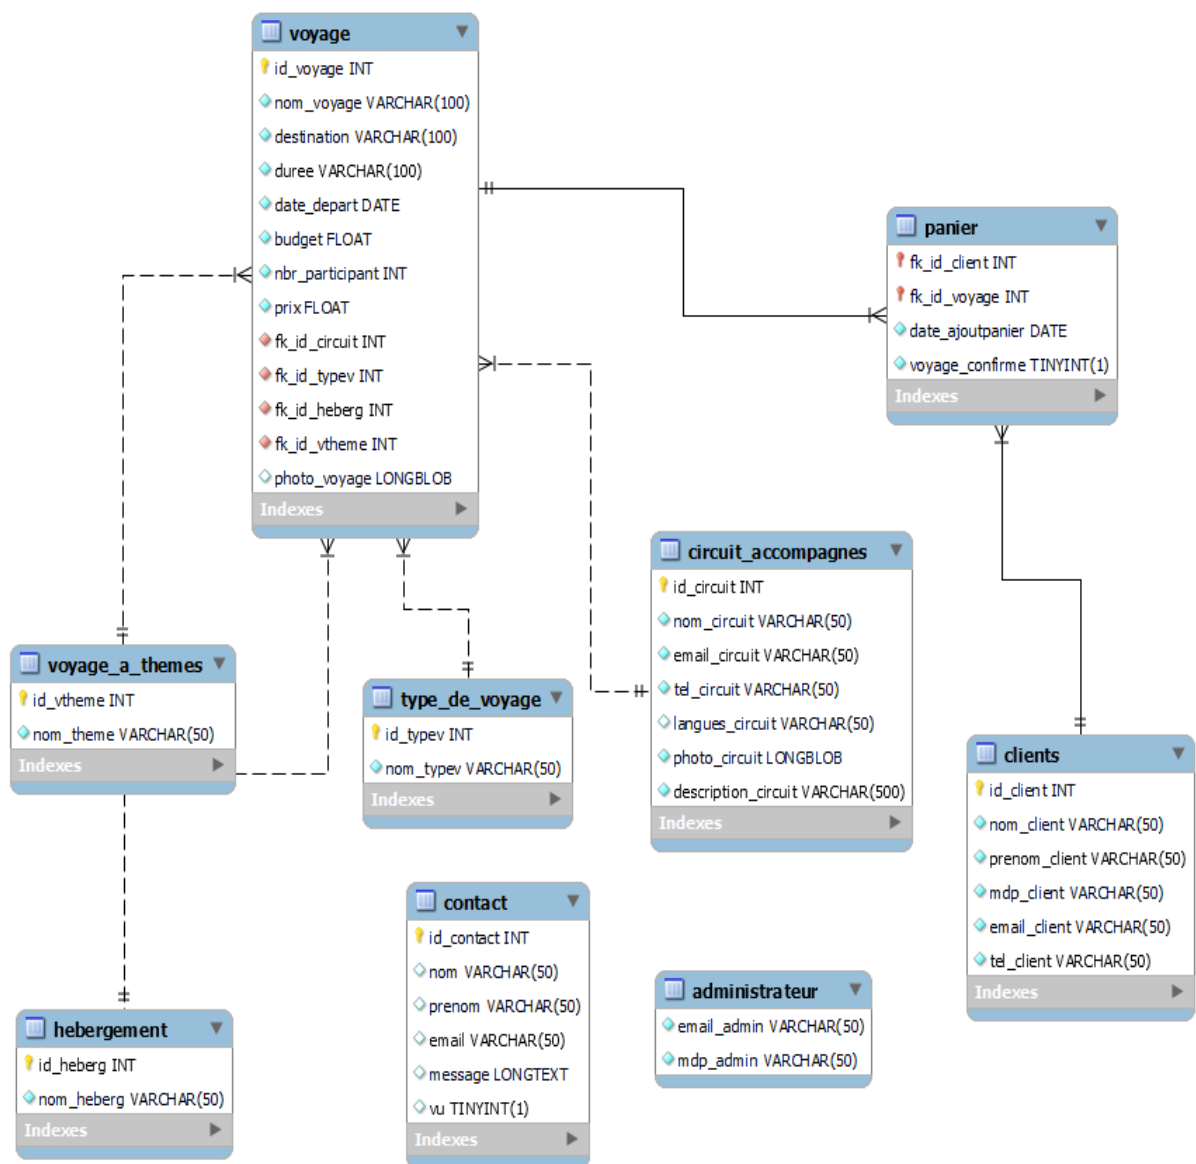 voyage
id_voyage INT
nom_voyage VARCHAR(100)
destination VARCHAR(100)
duree VARCHAR(100)
date_depart DATE
budget FLOAT
nbr_participant INT
prix FLOAT
fk_id_circuit INT
fk_id_typev INT
fk_id_heberg INT
fk_id_vtheme INT
photo_voyage LONGBLOB
Indexes
panier
fk_id_client INT
fk_id_voyage INT
date_ajoutpanier DATE
voyage_confirme TINYINT(1)
Indexes
voyage_a_themes
id_vtheme INT
nom_theme VARCHAR(50)
Indexes
type_de_voyage
id_typev INT
nom_typev VARCHAR(50)
Indexes
circuit_accompagnes
id_circuit INT
nom_circuit VARCHAR(50)
email_circuit VARCHAR(50)
tel_circuit VARCHAR(50)
langues_circuit VARCHAR(50)
photo_circuit LONGBLOB
description_circuit VARCHAR(500)
Indexes
clients
id_client INT
nom_client VARCHAR(50)
prenom_client VARCHAR(50)
mdp_client VARCHAR(50)
email_client VARCHAR(50)
tel_client VARCHAR(50)
Indexes
hebergement
id_heberg INT
nom_heberg VARCHAR(50)
Indexes
contact
id_contact INT
nom VARCHAR(50)
prenom VARCHAR(50)
email VARCHAR(50)
message LONGTEXT
vu TINYINT(1)
Indexes
administrateur
email_admin VARCHAR(50)
mdp_admin VARCHAR(50)